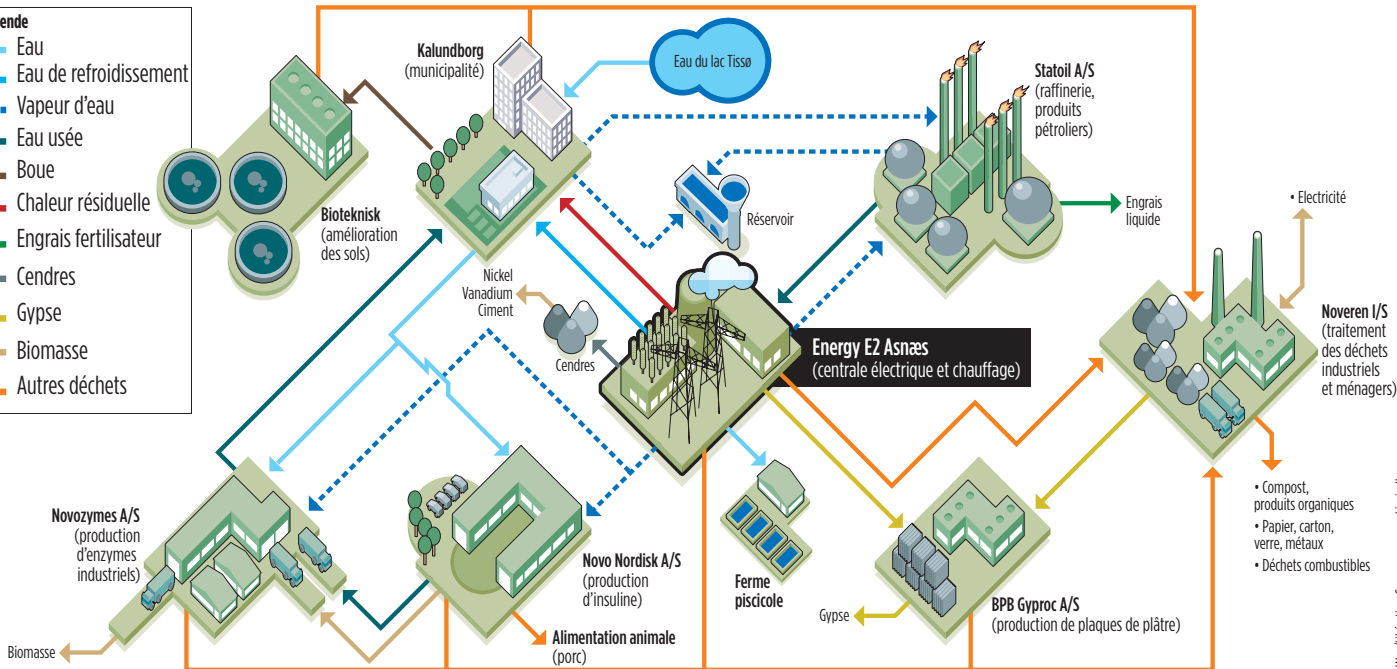 ende
Eau
Eau de refroidissement
Vapeur d'eau
Eau usée
Boue
Chaleur résiduelle
Engrais fertilisateur
Cendres
Gypse
Biomasse
Autres déchets
Kalundborg
(municipalité)
Eau du lac Tissø
Statoil A/S
(raffinerie,
produits
pétroliers)
Bioteknisk
(amélioration
des sols)
Réservoir
Engrais
liquide
• Electricité
Nickel
Vanadium
Ciment
Cendres
Energy E2 Asnæs
(centrale électrique et chauffage)
Noveren I/S
(traitement
des déchets
industriels
et ménagers)
Novozymes A/S
(production
d'enzymes
industriels)
Novo Nordisk A/S
(production
d'insuline)
Ferme
piscicole
BPB Gyproc A/S
(production de plaques de plâtre)
Gypse
• Compost,
produits organiques
• Papier, carton,
verre, métaux
• Déchets combustibles
Alimentation animale
(porc)
Biomasse